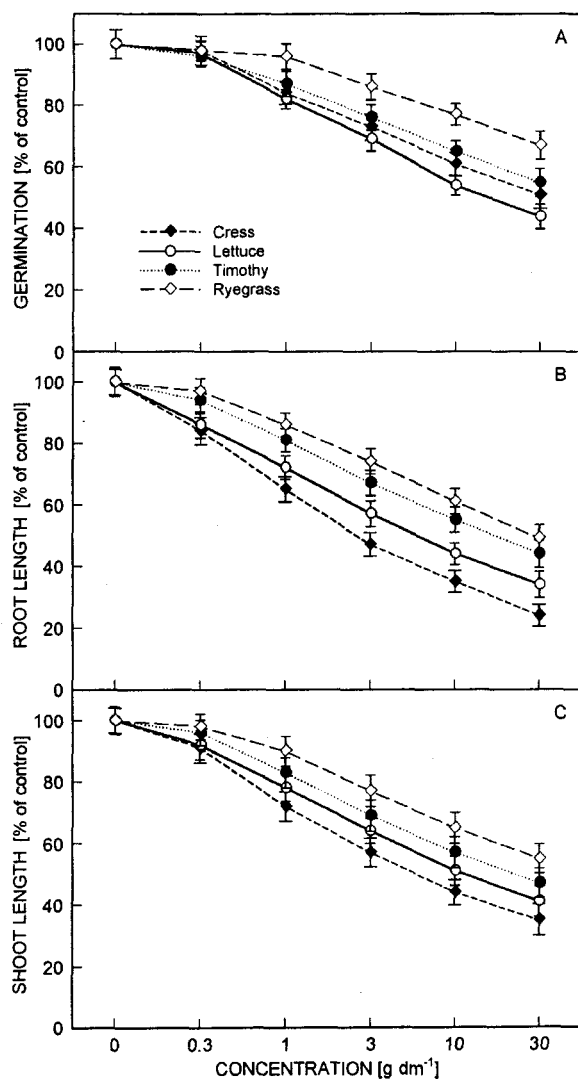 A
100
80
60
40
20
0
GERMINATION [% of control]
Cress
Lettuce
Timothy
Ryegrass
B
100
80
60
40
20
0
ROOT LENGTH [% of control]
C
100
80
60
40
20
0
SHOOT LENGTH [% of control]
0 0.3 1 3 10 30
CONCENTRATION [g dm-1]